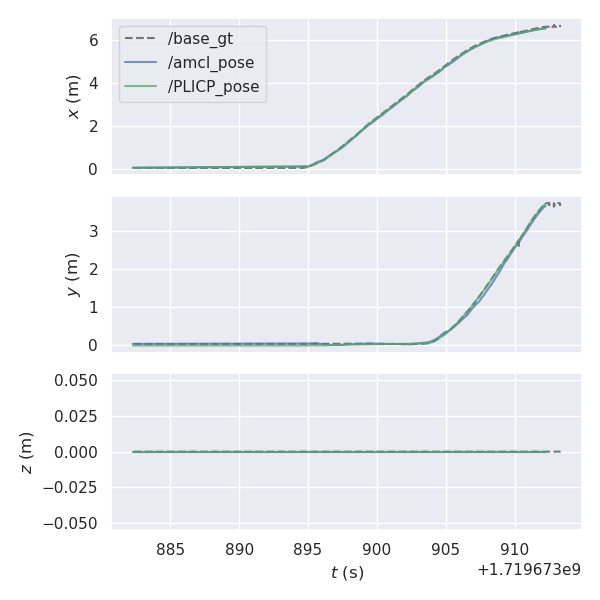 /base_gt
/amcl_pose
/PLICP_pose
6
4
2
0
x (m)
3
2
1
0
y (m)
0.050
0.025
0.000
−0.025
−0.050
z (m)
885 890 895 900 905 910
t (s)
+1.719673e9